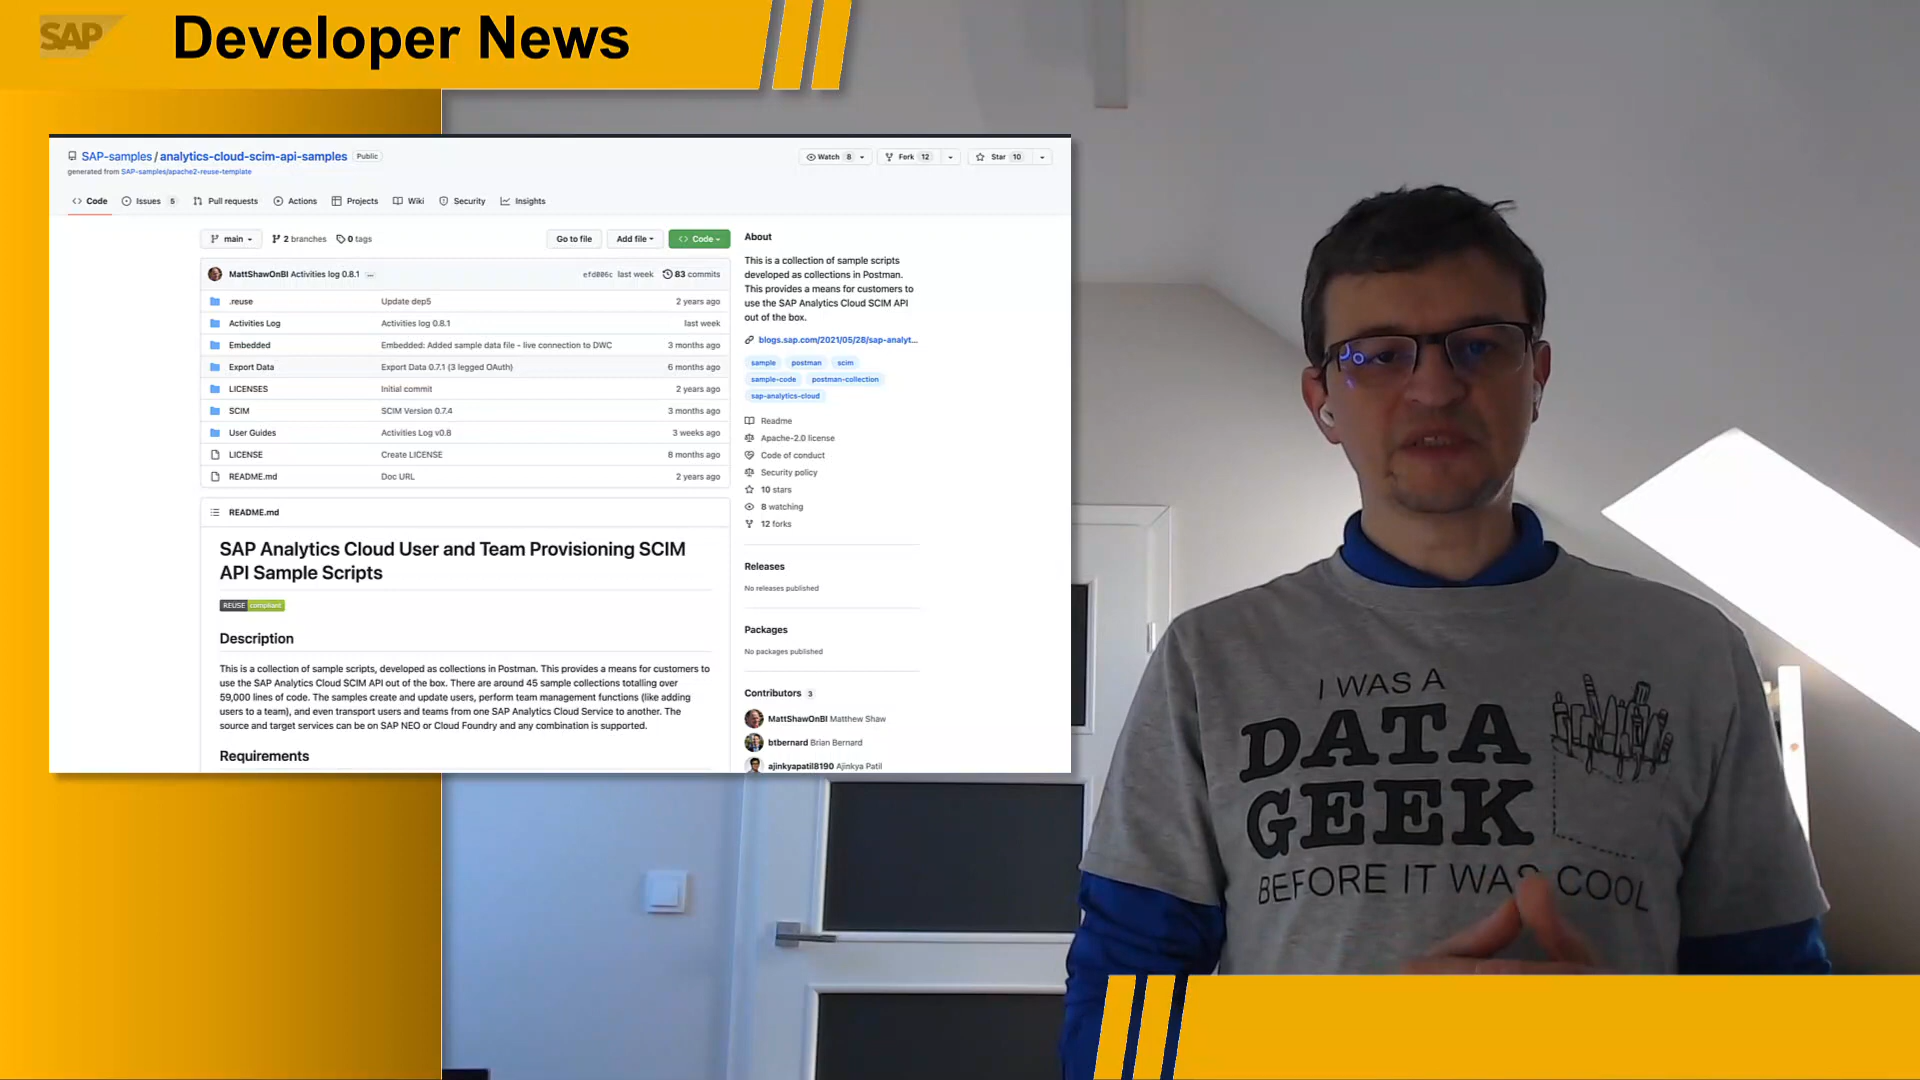 SAP Developer News
SAP-samples / analytics-cloud-scim-api-samples Public
generated from SAP-samples/apache2-reuse-template
Watch 8
Fork 12
Star 10
Code
Issues 5
Pull requests
Actions
Projects
Wiki
Security
Insights
main
2 branches
0 tags
Go to file
Add file
Code
MattShawOnBI Activities log 0.8.1 ...
efd806c last week 83 commits
.reuse Update dep5 2 years ago
Activities Log Activities log 0.8.1 last week
Embedded Embedded: Added sample data file - live connection to DWC 3 months ago
Export Data Export Data 0.7.1 (3 legged OAuth) 6 months ago
LICENSES Initial commit 2 years ago
SCIM SCIM Version 0.7.4 3 months ago
User Guides Activities Log v0.8 3 weeks ago
LICENSE Create LICENSE 8 months ago
README.md Doc URL 2 years ago
README.md
SAP Analytics Cloud User and Team Provisioning SCIM
API Sample Scripts
REUSE compliant
Description
This is a collection of sample scripts, developed as collections in Postman. This provides a means for customers to
use the SAP Analytics Cloud SCIM API out of the box. There are around 45 sample collections totalling over
59,000 lines of code. The samples create and update users, perform team management functions (like adding
users to a team), and even transport users and teams from one SAP Analytics Cloud Service to another. The
source and target services can be on SAP NEO or Cloud Foundry and any combination is supported.
Requirements
About
This is a collection of sample scripts
developed as collections in Postman.
This provides a means for customers to
use the SAP Analytics Cloud SCIM API
out of the box.
blogs.sap.com/2021/05/28/sap-analyt...
sample postman scim
sample-code postman-collection
sap-analytics-cloud
Readme
Apache-2.0 license
Code of conduct
Security policy
10 stars
8 watching
12 forks
Releases
No releases published
Packages
No packages published
Contributors 3
MattShawOnBI Matthew Shaw
btbernard Brian Bernard
ajinkyapatil8190 Ajinkya Patil
I WAS A
DATA
GEEK
BEFORE IT WAS COOL